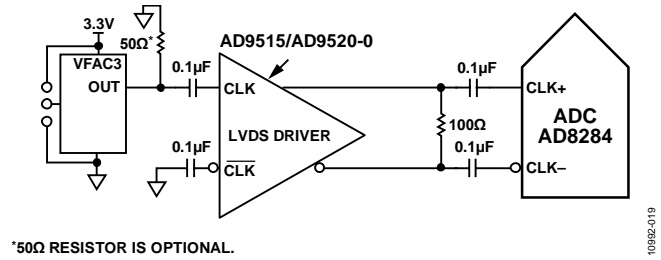 3.3V
50Ω*
VFAC3
OUT
0.1µF
AD9515/AD9520-0
CLK
LVDS DRIVER
0.1µF
CLK
0.1µF
100Ω
0.1µF
CLK+
ADC
AD8284
CLK–
*50Ω RESISTOR IS OPTIONAL.
10992-019